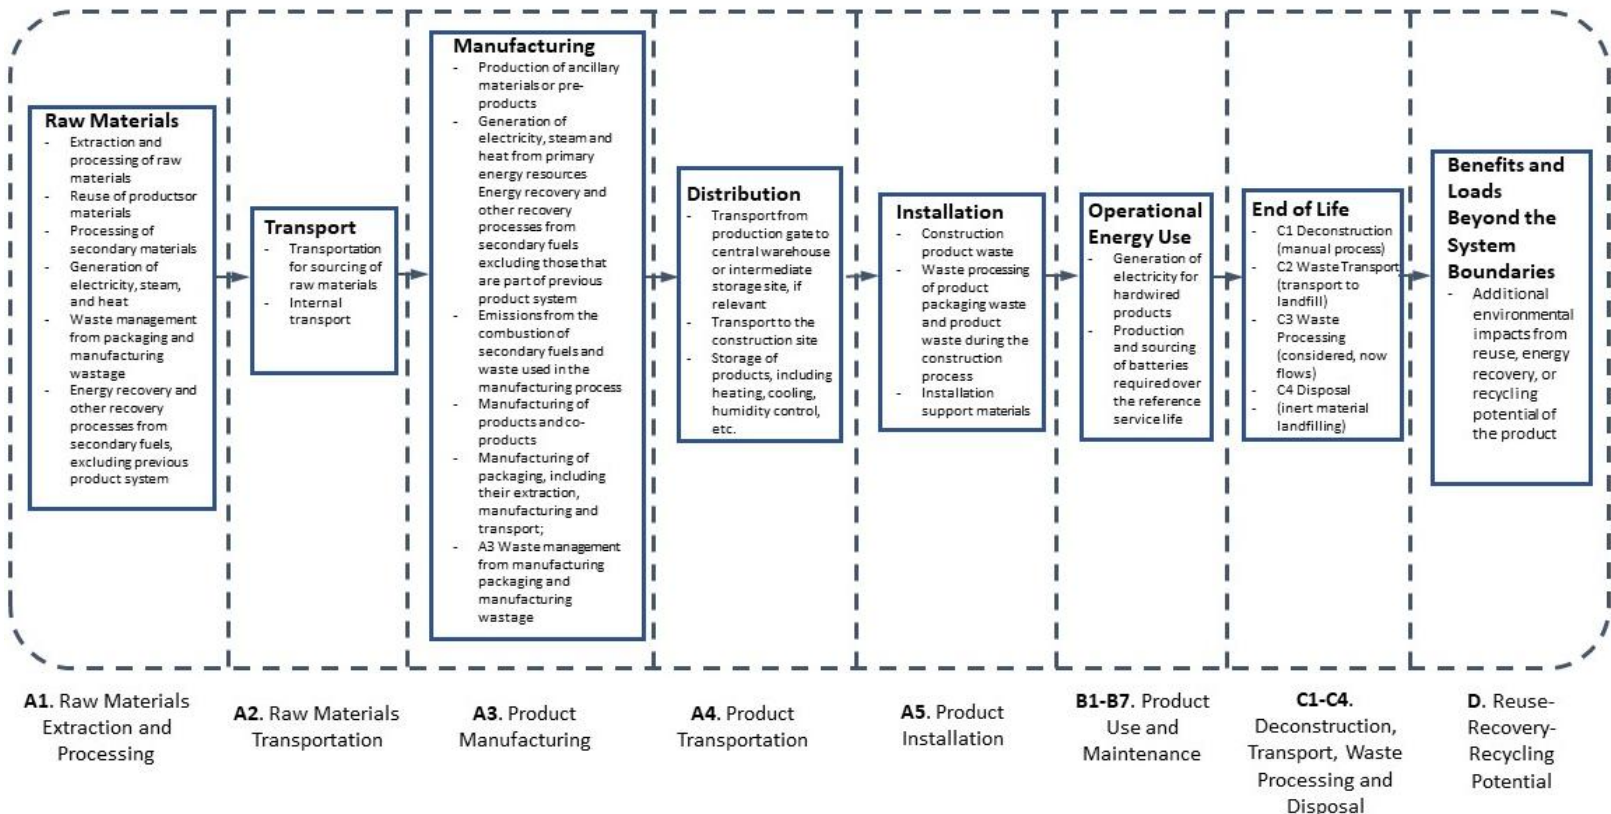 Raw Materials
- Extraction and
processing of raw
materials
- Reuse of productsor
materials
- Processing of
secondary materials
- Generation of
electricity, steam,
and heat
- Waste management
from packaging and
manufacturing
wastage
- Energy recovery and
other recovery
processes from
secondary fuels,
excluding previous
product system
Transport
- Transportation
for sourcing of
raw materials
- Internal
transport
Manufacturing
- Production of ancillary
materials or pre-
products
- Generation of
electricity, steam and
heat from primary
energy resources
Energy recovery and
other recovery
processes from
secondary fuels
excluding those that
are part of previous
product system
- Emissions from the
combustion of
secondary fuels and
waste used in the
manufacturing process
- Manufacturing of
products and co-
products
- Manufacturing of
packaging, including
their extraction,
manufacturing and
transport;
- A3 Waste management
from manufacturing
packaging and
manufacturing
wastage
Distribution
- Transport from
production gate to
central warehouse
or intermediate
storage site, if
relevant
- Transport to the
construction site
- Storage of
products, including
heating, cooling,
humidity control,
etc.
Installation
- Construction
product waste
- Waste processing
of product
packaging waste
and product
waste during the
construction
process
- Installation
support materials
Operational
Energy Use
- Generation of
electricity for
hardwired
products
- Production
and sourcing
of batteries
required over
the reference
service life
End of Life
- C1 Deconstruction
(manual process)
- C2 Waste Transport
(transport to
landfill)
- C3 Waste
Processing
(considered, now
flows)
- C4 Disposal
- (inert material
landfilling)
Benefits and
Loads
Beyond the
System
Boundaries
- Additional
environmental
impacts from
reuse, energy
recovery, or
recycling
potential of
the product
A1. Raw Materials
Extraction and
Processing
A2. Raw Materials
Transportation
A3. Product
Manufacturing
A4. Product
Transportation
A5. Product
Installation
B1-B7. Product
Use and
Maintenance
C1-C4.
Deconstruction,
Transport, Waste
Processing and
Disposal
D. Reuse-
Recovery-
Recycling
Potential